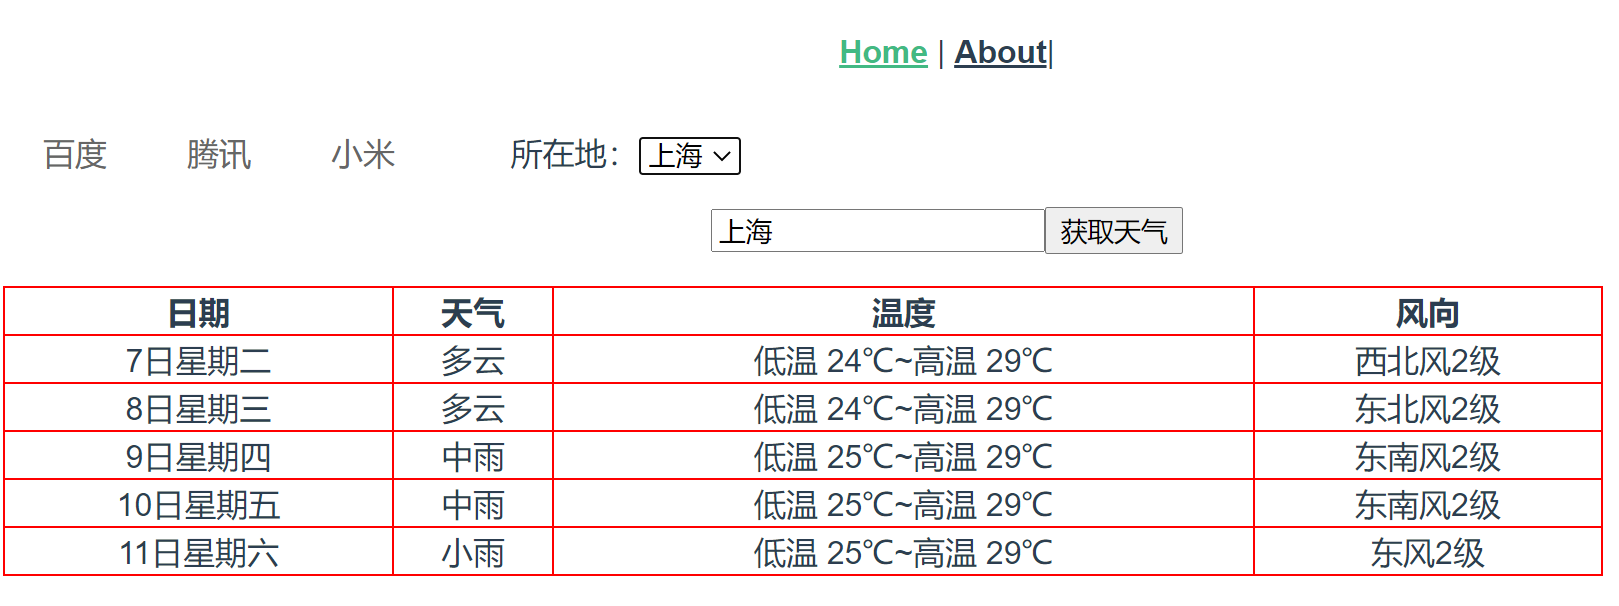 Home | About|
百度 腾讯 小米 所在地： 上海
上海 获取天气
日期 天气 温度 风向
7日星期二 多云 低温 24℃~高温 29℃ 西北风2级
8日星期三 多云 低温 24℃~高温 29℃ 东北风2级
9日星期四 中雨 低温 25℃~高温 29℃ 东南风2级
10日星期五 中雨 低温 25℃~高温 29℃ 东南风2级
11日星期六 小雨 低温 25℃~高温 29℃ 东风2级